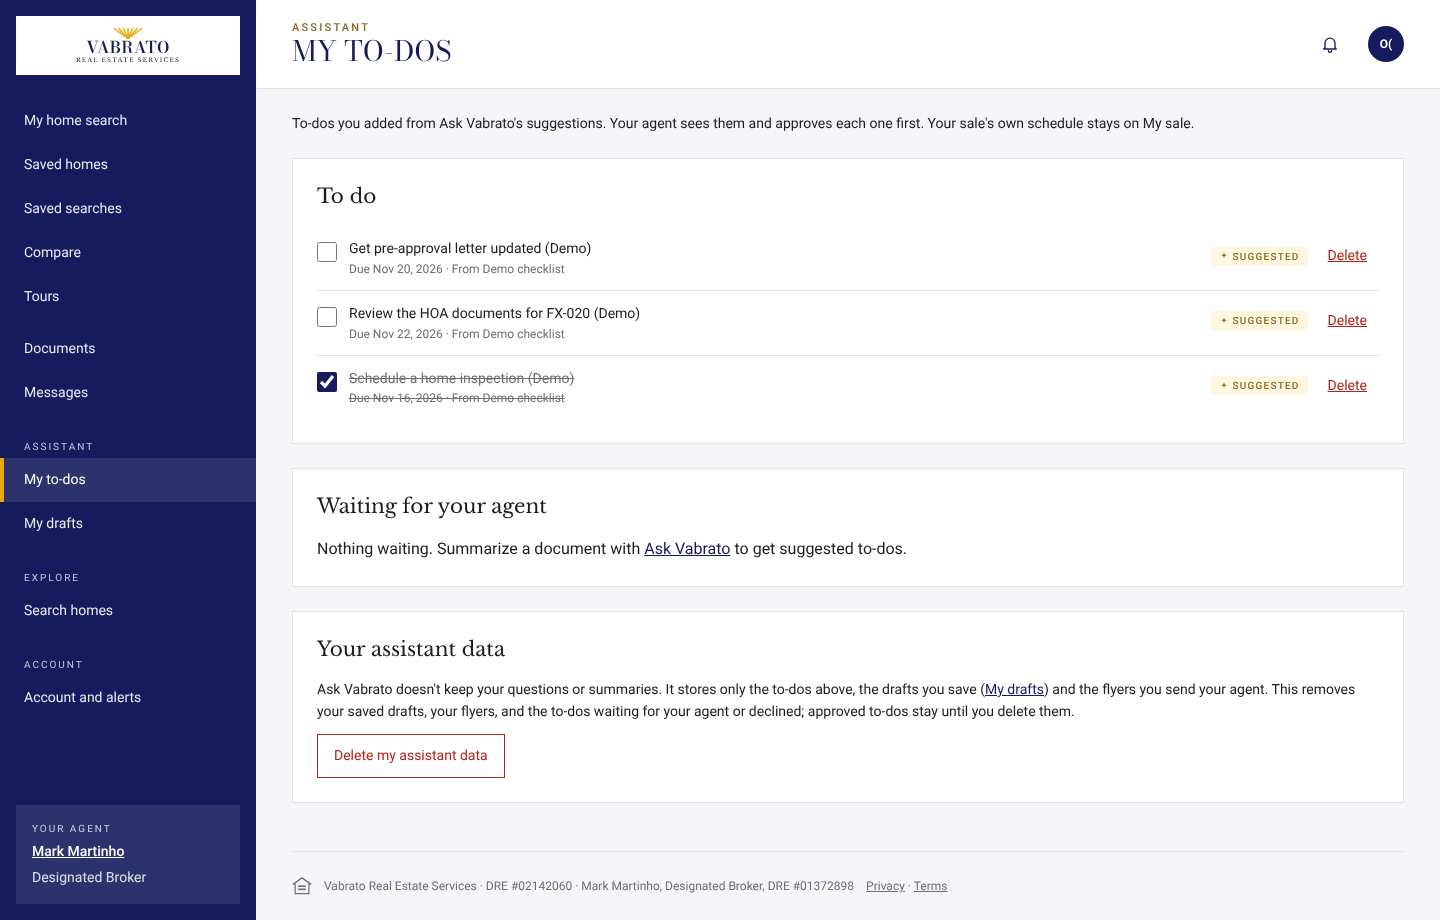 VABRATO
REAL ESTATE SERVICES
My home search
Saved homes
Saved searches
Compare
Tours
Documents
Messages
ASSISTANT
My to-dos
My drafts
EXPLORE
Search homes
ACCOUNT
Account and alerts
YOUR AGENT
Mark Martinho
Designated Broker
ASSISTANT
MY TO-DOS
O(
To-dos you added from Ask Vabrato's suggestions. Your agent sees them and approves each one first. Your sale's own schedule stays on My sale.
To do
Get pre-approval letter updated (Demo)
Due Nov 20, 2026 · From Demo checklist
SUGGESTED
Delete
Review the HOA documents for FX-020 (Demo)
Due Nov 22, 2026 · From Demo checklist
SUGGESTED
Delete
Schedule a home inspection (Demo)
Due Nov 16, 2026 · From Demo checklist
SUGGESTED
Delete
Waiting for your agent
Nothing waiting. Summarize a document with Ask Vabrato to get suggested to-dos.
Your assistant data
Ask Vabrato doesn't keep your questions or summaries. It stores only the to-dos above, the drafts you save (My drafts) and the flyers you send your agent. This removes
your saved drafts, your flyers, and the to-dos waiting for your agent or declined; approved to-dos stay until you delete them.
Delete my assistant data
Vabrato Real Estate Services · DRE #02142060 · Mark Martinho, Designated Broker, DRE #01372898 Privacy · Terms